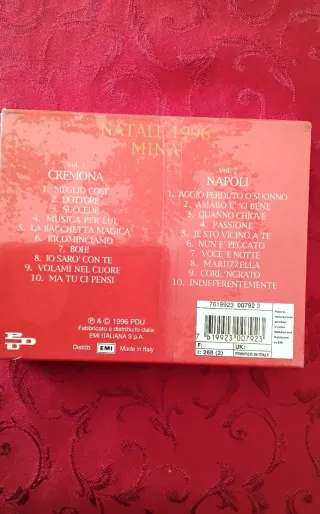 NATALE 1996
MINA
Vol. 1
CREMONA
1. MEGLIO COSÌ
2. DOTTORE
3. SUCCEDE
4. MUSICA PER LUI
5. LA BACCHETTA MAGICA
6. RICOMINCIAMO
7. BOH!
8. IO SARO' CON TE
9. VOLAMI NEL CUORE
10. MA TU CI PENSI
Vol. 2
NAPOLI
1. AGGIO PERDUTO O SUONNO
2. AMARO E' 'O BENE
3. QUANNO CHIOVE
4. PASSIONE
5. JE STO VICINO A TE
6. NUN E' PECCATO
7. VOCE 'E NOTTE
8. MARUZZELLA
9. CORE 'NGRATO
10. INDIFFERENTEMENTE
℗ & © 1996 PDU
Fabbricato e distribuito dalla
EMI ITALIANA S.p.A.
Distrib. EMI Made in Italy
PDU
7619923 00792 3
7 619923 007923
F:
UK:
I: 268 (2)
PRINTED IN ITALY